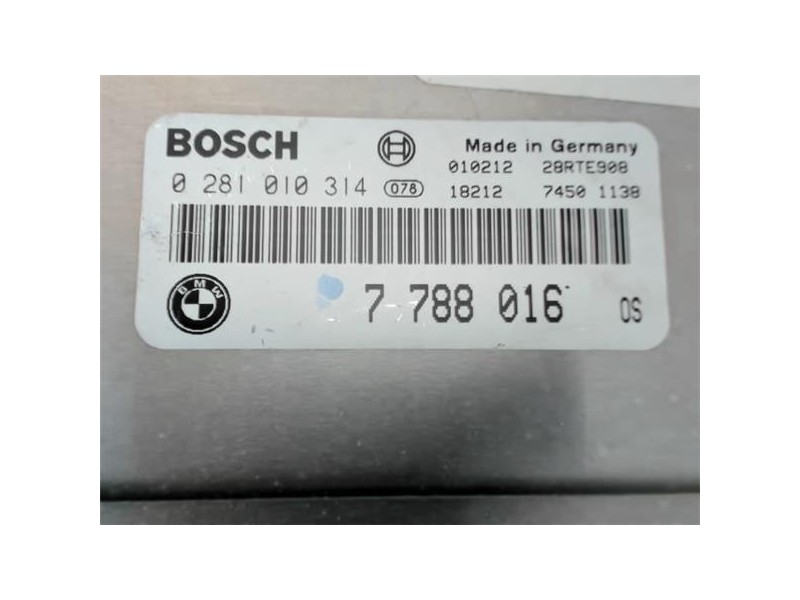 BOSCH Made in Germany
010212 28RTE908
0 281 010 314 078 18212 7450 1138
BMW
7 788 016 OS